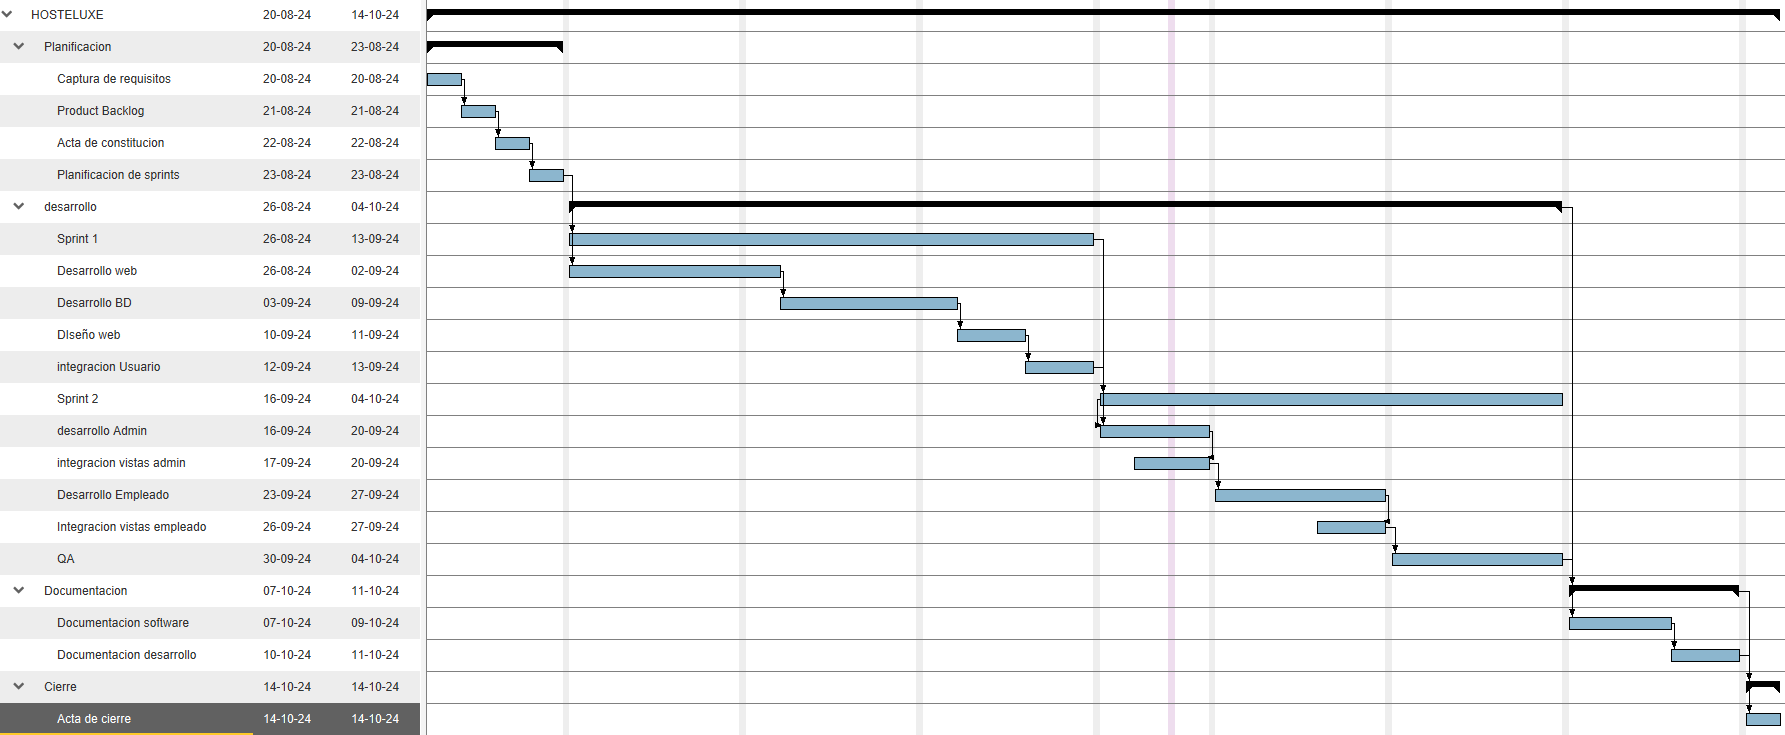 HOSTELUXE 20-08-24 14-10-24
Planificacion 20-08-24 23-08-24
Captura de requisitos 20-08-24 20-08-24
Product Backlog 21-08-24 21-08-24
Acta de constitucion 22-08-24 22-08-24
Planificacion de sprints 23-08-24 23-08-24
desarrollo 26-08-24 04-10-24
Sprint 1 26-08-24 13-09-24
Desarrollo web 26-08-24 02-09-24
Desarrollo BD 03-09-24 09-09-24
DIseño web 10-09-24 11-09-24
integracion Usuario 12-09-24 13-09-24
Sprint 2 16-09-24 04-10-24
desarrollo Admin 16-09-24 20-09-24
integracion vistas admin 17-09-24 20-09-24
Desarrollo Empleado 23-09-24 27-09-24
Integracion vistas empleado 26-09-24 27-09-24
QA 30-09-24 04-10-24
Documentacion 07-10-24 11-10-24
Documentacion software 07-10-24 09-10-24
Documentacion desarrollo 10-10-24 11-10-24
Cierre 14-10-24 14-10-24
Acta de cierre 14-10-24 14-10-24